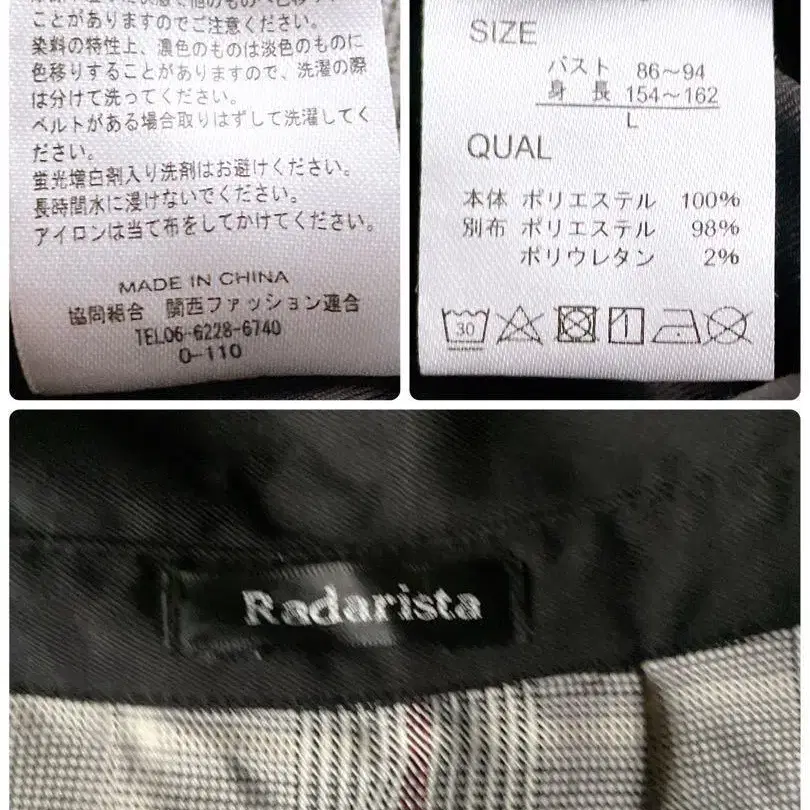 ことがありますのでご注意ください。
染料の特性上、濃色のものは淡色のものに
色移りすることがありますので、洗濯の際
は分けて洗ってください。
ベルトがある場合取りはずして洗濯してく
ださい。
蛍光増白剤入り洗剤はお避けください。
長時間水に浸けないでください。
アイロンは当て布をしてかけてください。
MADE IN CHINA
協同組合 関西ファッション連合
TEL06-6228-6740
0-110
SIZE
バスト 86〜94
身長 154〜162
L
QUAL
本体 ポリエステル 100%
別布 ポリエステル 98%
ポリウレタン 2%
30
Radarista